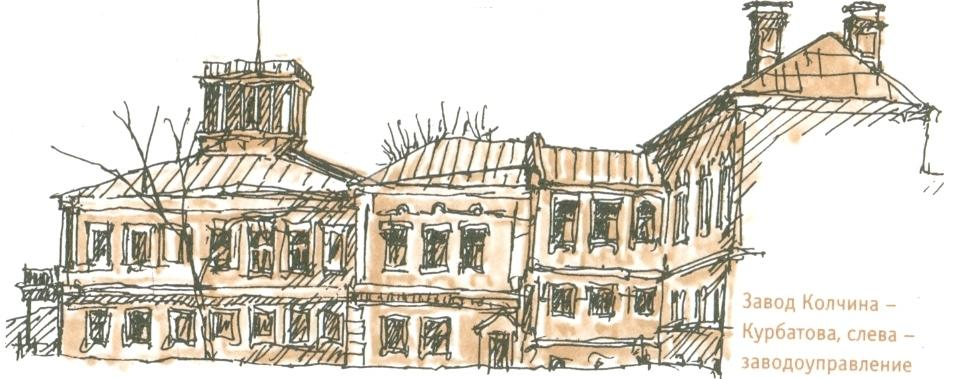 Завод Колчина –
Курбатова, слева –
заводоуправление